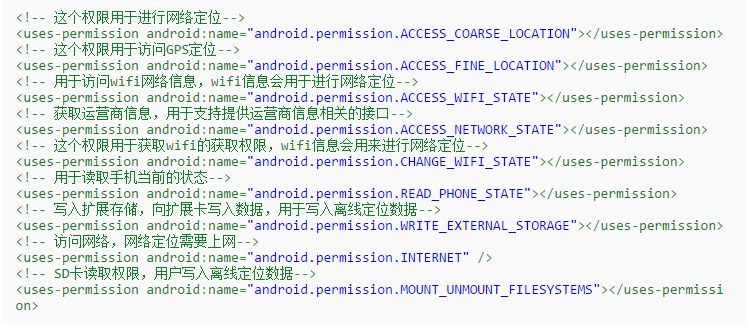 <!-- 这个权限用于进行网络定位-->
<uses-permission android:name="android.permission.ACCESS_COARSE_LOCATION"></uses-permission>
<!-- 这个权限用于访问GPS定位-->
<uses-permission android:name="android.permission.ACCESS_FINE_LOCATION"></uses-permission>
<!-- 用于访问wifi网络信息，wifi信息会用于进行网络定位-->
<uses-permission android:name="android.permission.ACCESS_WIFI_STATE"></uses-permission>
<!-- 获取运营商信息，用于支持提供运营商信息相关的接口-->
<uses-permission android:name="android.permission.ACCESS_NETWORK_STATE"></uses-permission>
<!-- 这个权限用于获取wifi的获取权限，wifi信息会用来进行网络定位-->
<uses-permission android:name="android.permission.CHANGE_WIFI_STATE"></uses-permission>
<!-- 用于读取手机当前的状态-->
<uses-permission android:name="android.permission.READ_PHONE_STATE"></uses-permission>
<!-- 写入扩展存储，向扩展卡写入数据，用于写入离线定位数据-->
<uses-permission android:name="android.permission.WRITE_EXTERNAL_STORAGE"></uses-permission>
<!-- 访问网络，网络定位需要上网-->
<uses-permission android:name="android.permission.INTERNET" />
<!-- SD卡读取权限，用户写入离线定位数据-->
<uses-permission android:name="android.permission.MOUNT_UNMOUNT_FILESYSTEMS"></uses-permissi
on>